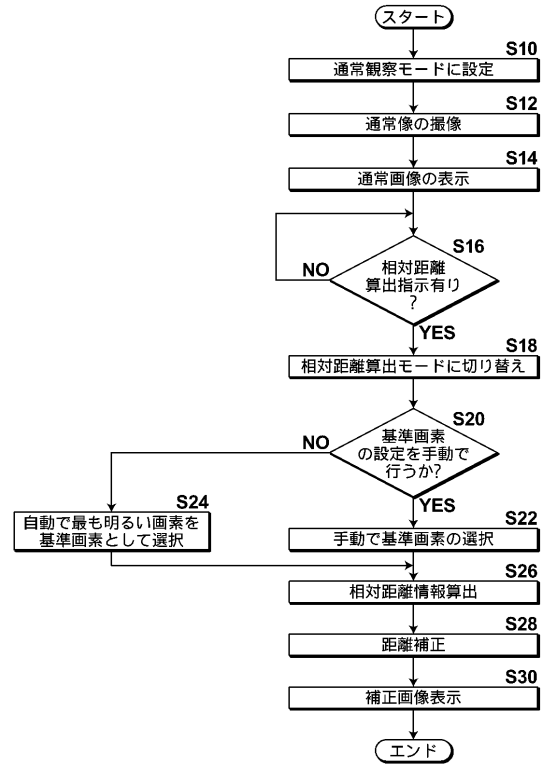 スタート
S10
通常観察モードに設定
S12
通常像の撮像
S14
通常画像の表示
S16
相対距離
算出指示有り
?
NO
YES
S18
相対距離算出モードに切り替え
S20
基準画素
の設定を手動で
行うか?
NO
YES
S24
自動で最も明るい画素を
基準画素として選択
S22
手動で基準画素の選択
S26
相対距離情報算出
S28
距離補正
S30
補正画像表示
エンド